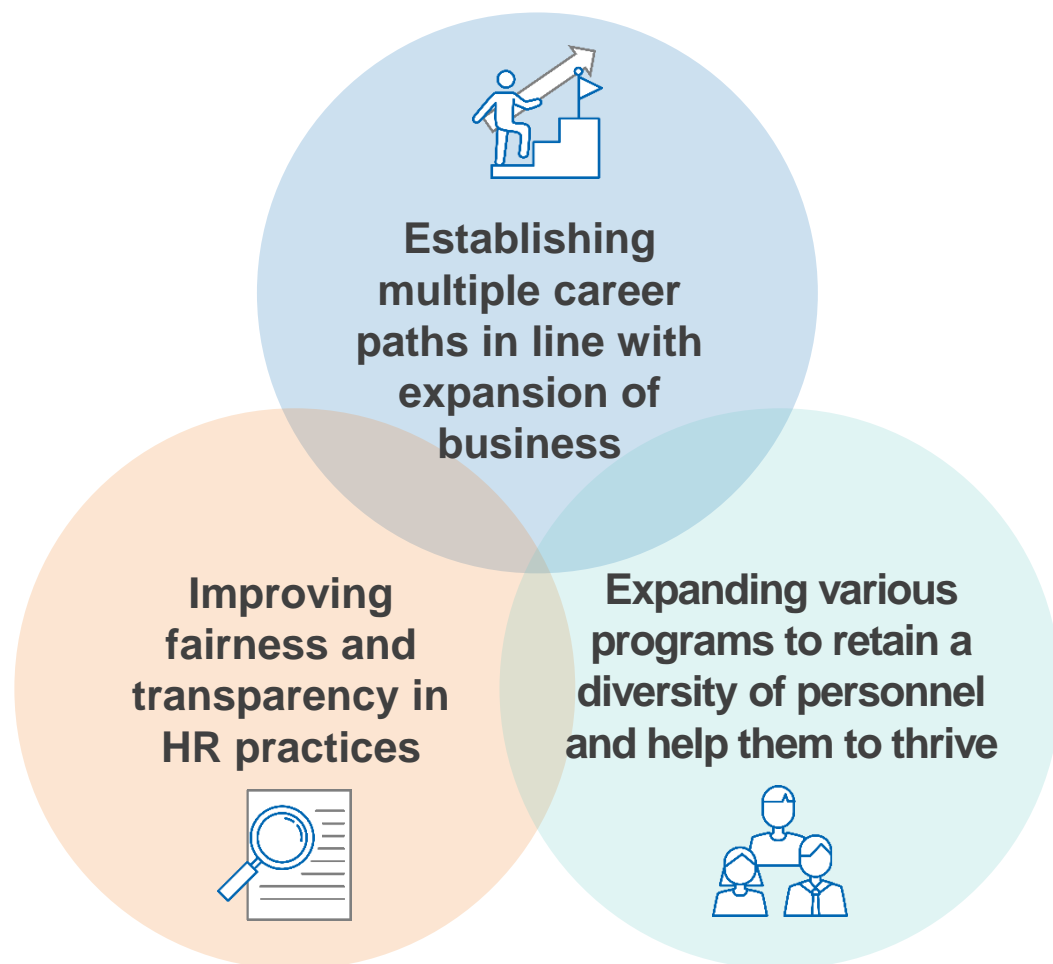 Establishing
multiple career
paths in line with
expansion of
business
Improving
fairness and
transparency in
HR practices
Expanding various
programs to retain a
diversity of personnel
and help them to thrive